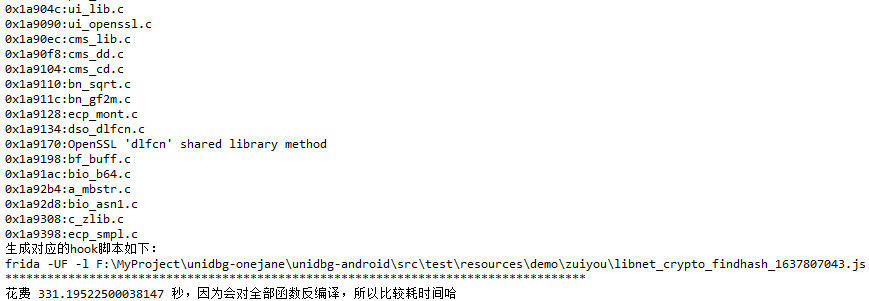 0x1a904c:ui_lib.c
0x1a9090:ui_openssl.c
0x1a90ec:cms_lib.c
0x1a90f8:cms_dd.c
0x1a9104:cms_cd.c
0x1a9110:bn_sqrt.c
0x1a911c:bn_gf2m.c
0x1a9128:ecp_mont.c
0x1a9134:dso_dlfcn.c
0x1a9170:OpenSSL 'dlfcn' shared library method
0x1a9198:bf_buff.c
0x1a91ac:bio_b64.c
0x1a92b4:a_mbstr.c
0x1a92d8:bio_asn1.c
0x1a9308:c_zlib.c
0x1a9398:ecp_smpl.c
生成对应的hook脚本如下:
frida -UF -l F:\MyProject\unidbg-onejane\unidbg-android\src\test\resources\demo\zuiyou\libnet_crypto_findhash_1637807043.js
***********************************************************************************
花费 331.19522500038147 秒，因为会对全部函数反编译，所以比较耗时间哈